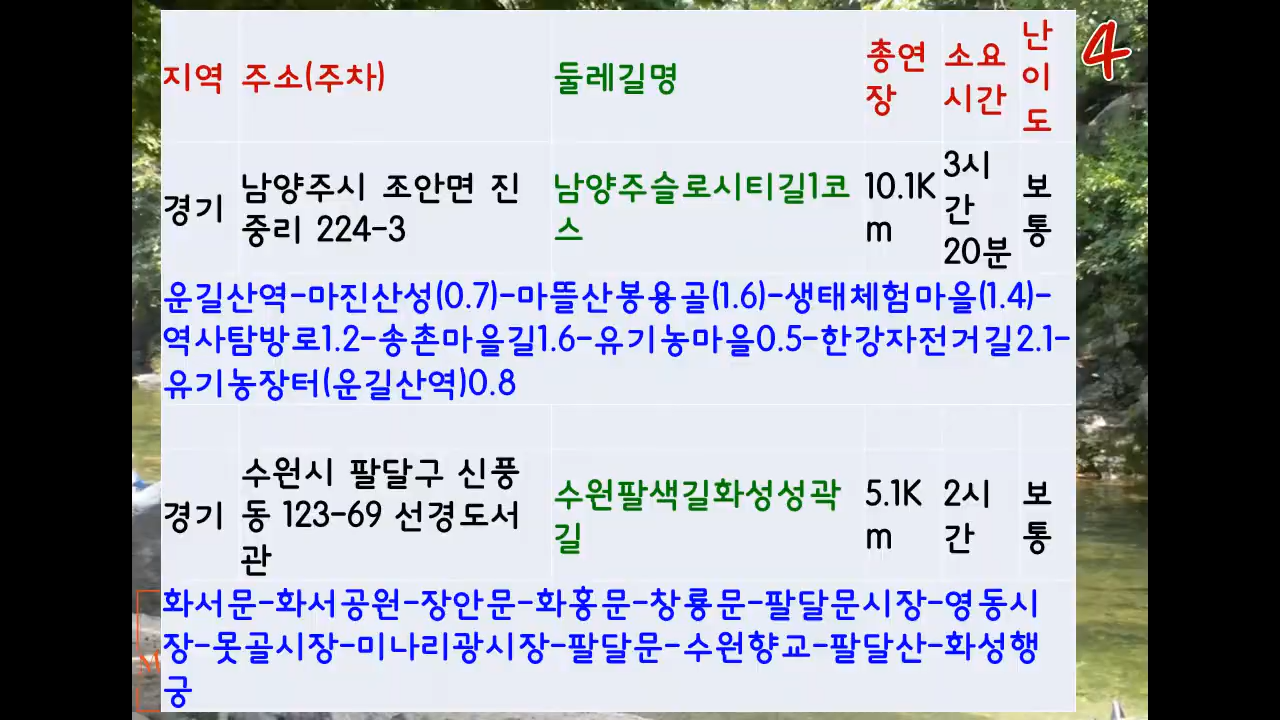 4
지역 주소(주차) 둘레길명 총연장 소요시간 난이도
경기 남양주시 조안면 진중리 224-3 남양주슬로시티길1코스 10.1Km 3시간 20분 보통
운길산역-마진산성(0.7)-마뜰산봉용골(1.6)-생태체험마을(1.4)-
역사탐방로1.2-송촌마을길1.6-유기농마을0.5-한강자전거길2.1-
유기농장터(운길산역)0.8
경기 수원시 팔달구 신풍동 123-69 선경도서관 수원팔색길화성성곽길 5.1Km 2시간 보통
화서문-화서공원-장안문-화홍문-창룡문-팔달문시장-영동시
장-못골시장-미나리광시장-팔달문-수원향교-팔달산-화성행
궁